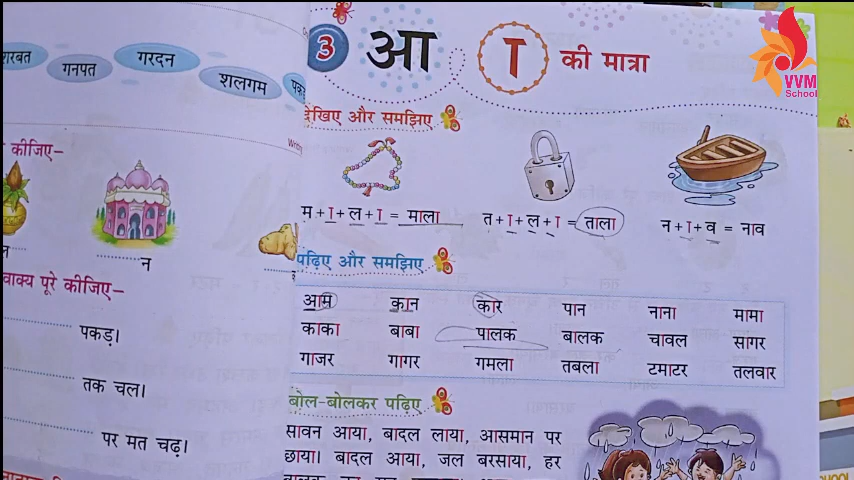 शरबत
गनपत
गरदन
शलगम
कीजिए–
न
वाक्य पूरे कीजिए–
पकड़।
तक चल।
पर मत चढ़।
3 आ ा की मात्रा
VVM
School
देखिए और समझिए
म + ा + ल + ा = माला
त + ा + ल + ा = ताला
न + ा + व = नाव
पढ़िए और समझिए
आम कान कार पान नाना मामा
काका बाबा पालक बालक चावल सागर
गाजर गागर गमला तबला टमाटर तलवार
बोल-बोलकर पढ़िए
सावन आया, बादल लाया, आसमान पर
छाया। बादल आया, जल बरसाया, हर